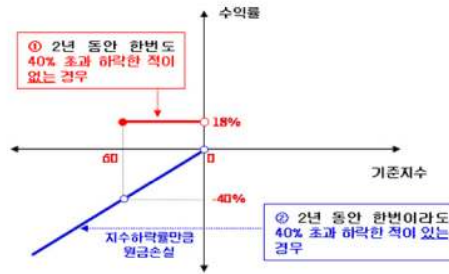 수익률
① 2년 동안 한번도
40% 초과 하락한 적이
없는 경우
18%
60
0
기준지수
-40%
지수하락률만큼
원금손실
② 2년 동안 한번이라도
40% 초과 하락한 적이 있는
경우